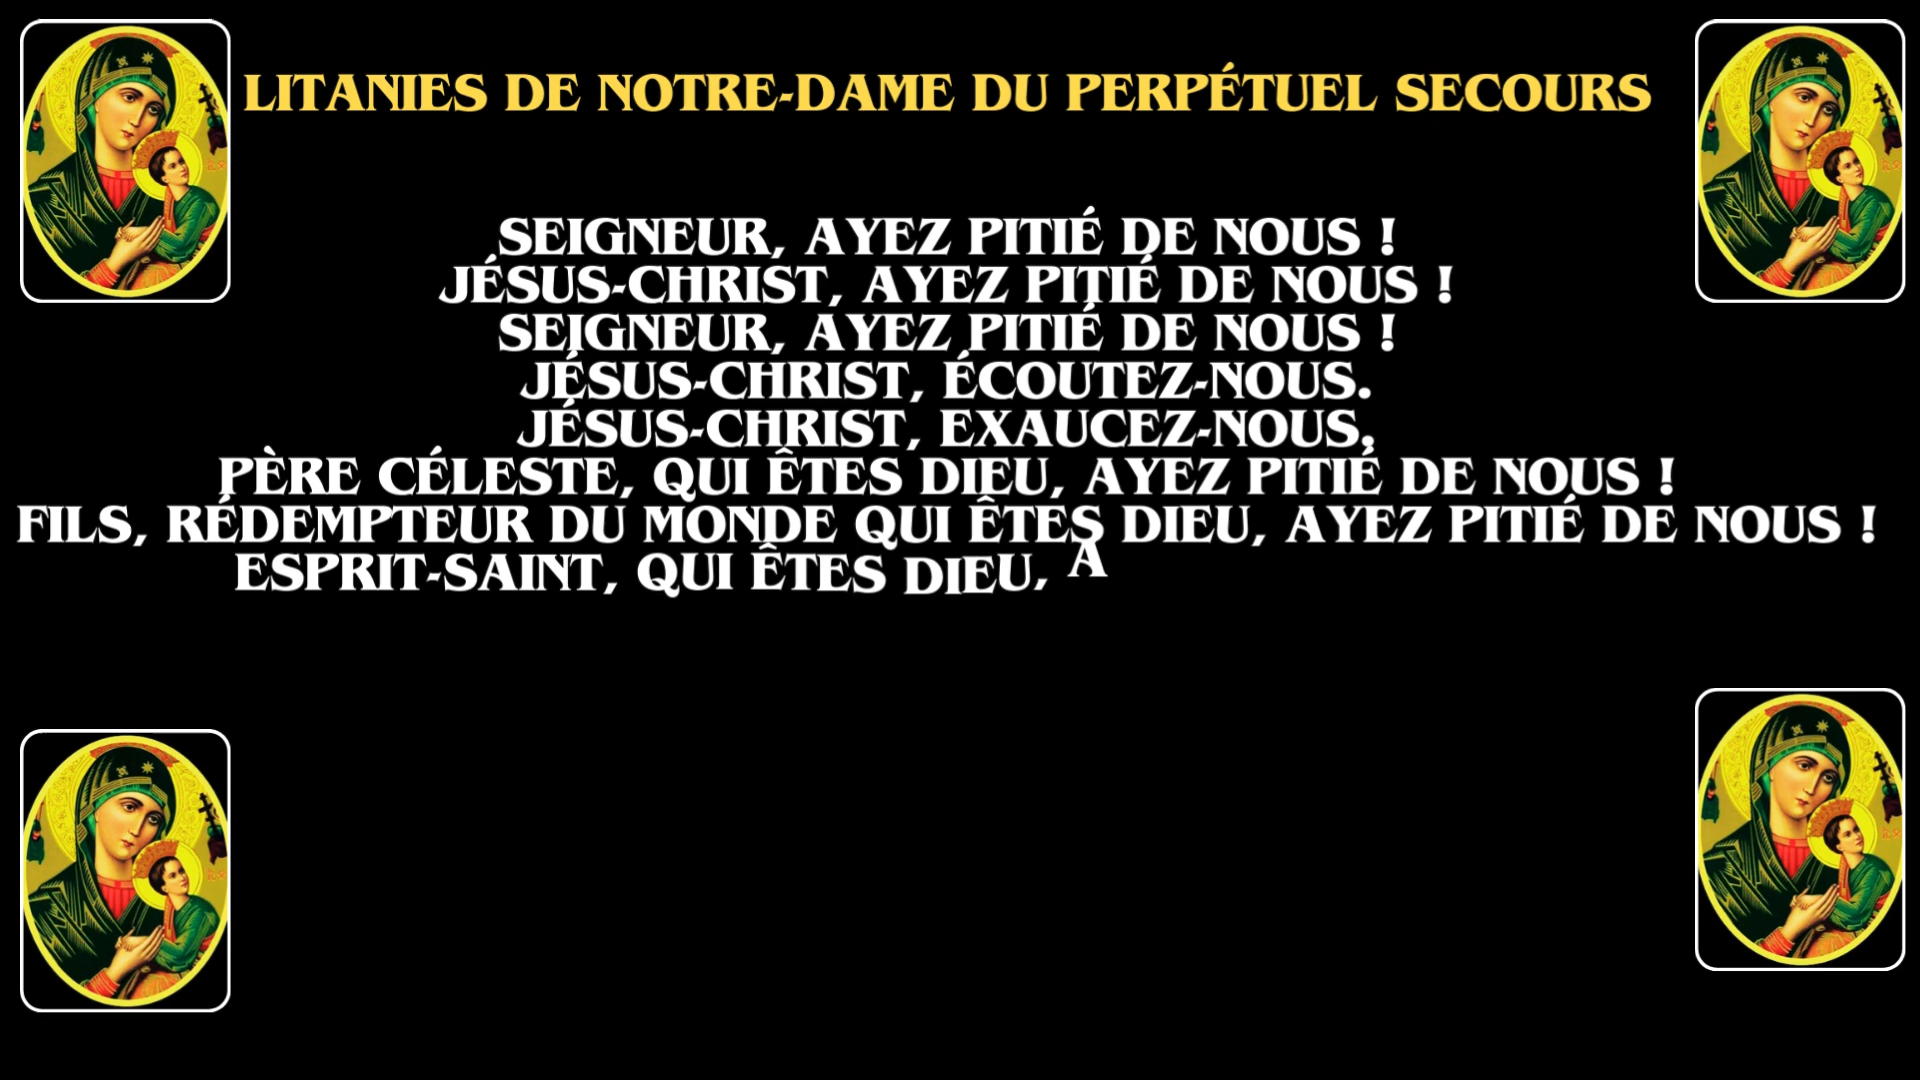 LITANIES DE NOTRE-DAME DU PERPÉTUEL SECOURS
SEIGNEUR, AYEZ PITIÉ DE NOUS !
JÉSUS-CHRIST, AYEZ PITIÉ DE NOUS !
SEIGNEUR, AYEZ PITIÉ DE NOUS !
JÉSUS-CHRIST, ÉCOUTEZ-NOUS.
JÉSUS-CHRIST, EXAUCEZ-NOUS.
PÈRE CÉLESTE, QUI ÊTES DIEU, AYEZ PITIÉ DE NOUS !
FILS, RÉDEMPTEUR DU MONDE QUI ÊTES DIEU, AYEZ PITIÉ DE NOUS !
ESPRIT-SAINT, QUI ÊTES DIEU, A